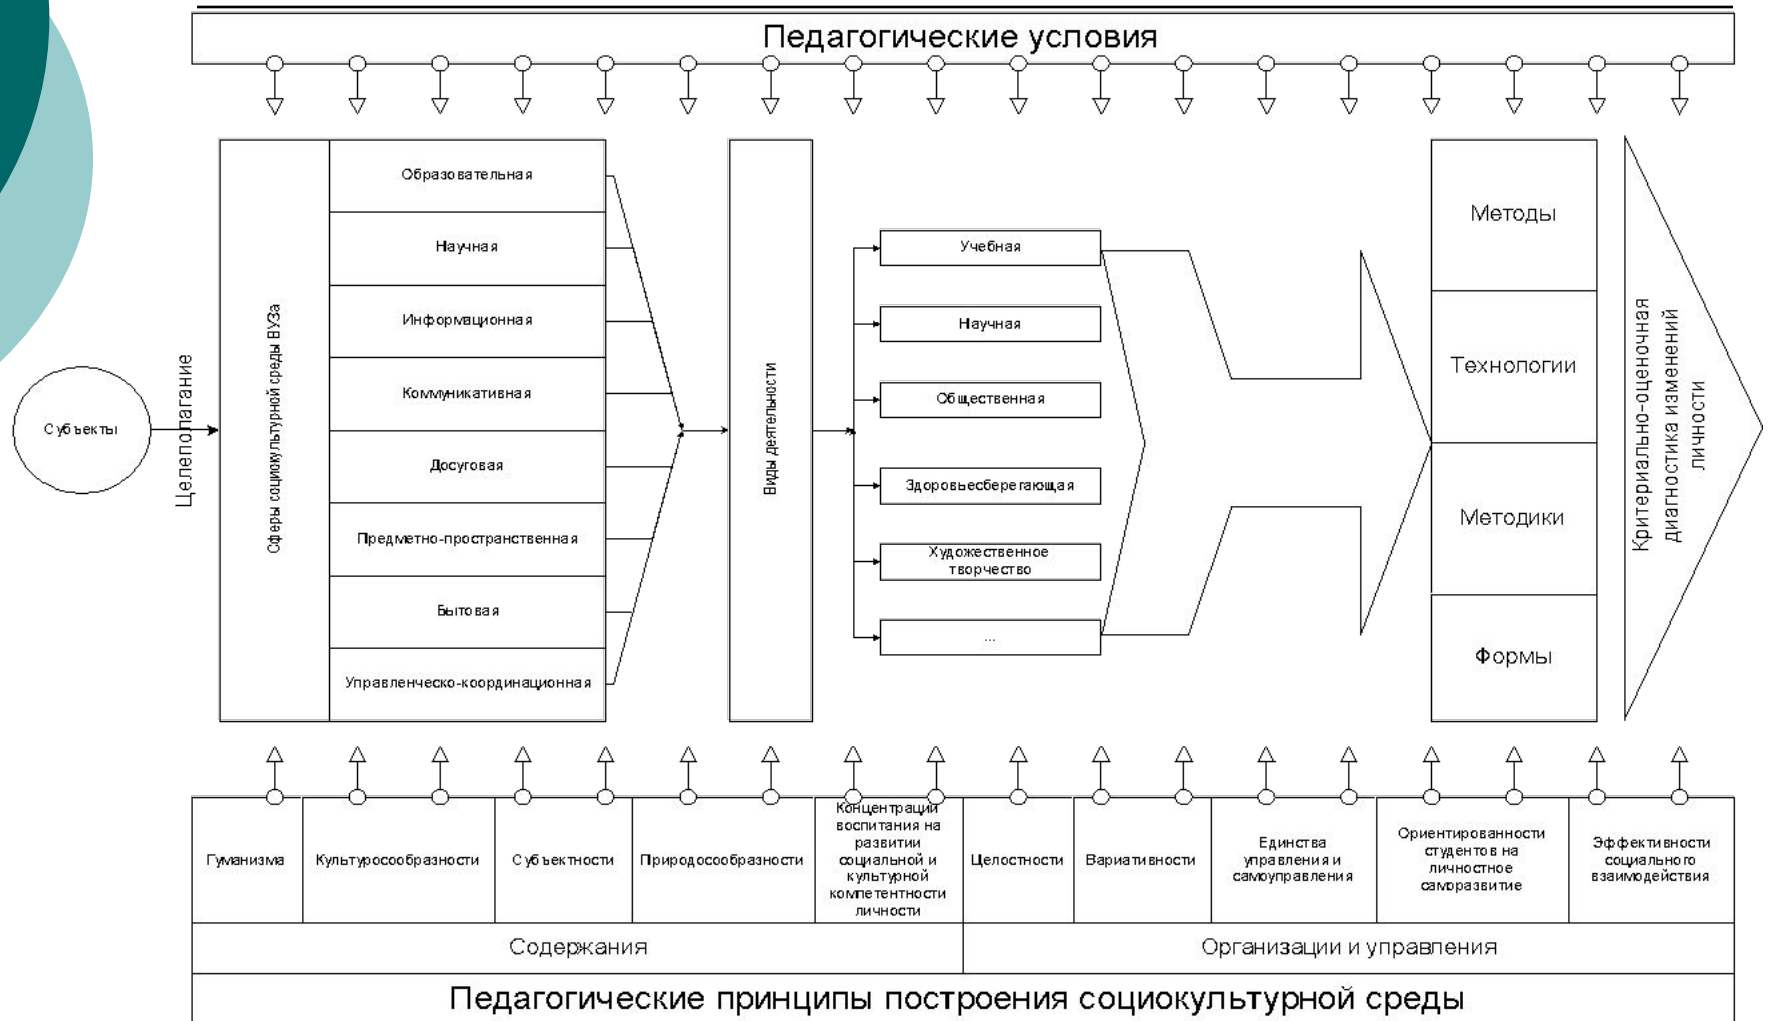 Педагогические условия
Субъекты
Целеполагание
Сферы социокультурной среды ВУЗа
Образовательная
Научная
Информационная
Коммуникативная
Досуговая
Предметно-пространственная
Бытовая
Управленческо-координационная
Виды деятельности
Учебная
Научная
Общественная
Здоровьесберегающая
Художественное
творчество
...
Методы
Технологии
Методики
Формы
Критериально-оценочная
диагностика изменений
личности
Гуманизма
Культуросообразности
Субъектности
Природосообразности
Концентрации
воспитания на
развитии
социальной и
культурной
компетентности
личности
Целостности
Вариативности
Единства
управления и
самоуправления
Ориентированности
студентов на
личностное
саморазвитие
Эффективности
социального
взаимодействия
Содержания
Организации и управления
Педагогические принципы построения социокультурной среды